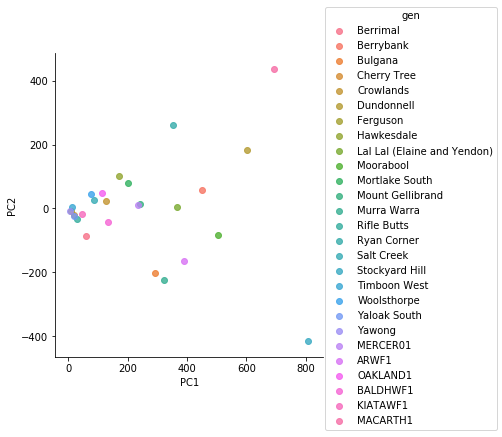 gen
Berrimal
Berrybank
Bulgana
Cherry Tree
Crowlands
Dundonnell
Ferguson
Hawkesdale
Lal Lal (Elaine and Yendon)
Moorabool
Mortlake South
Mount Gellibrand
Murra Warra
Rifle Butts
Ryan Corner
Salt Creek
Stockyard Hill
Timboon West
Woolsthorpe
Yaloak South
Yawong
MERCER01
ARWF1
OAKLAND1
BALDHWF1
KIATAWF1
MACARTH1
400
200
0
−200
−400
PC2
0 200 400 600 800
PC1